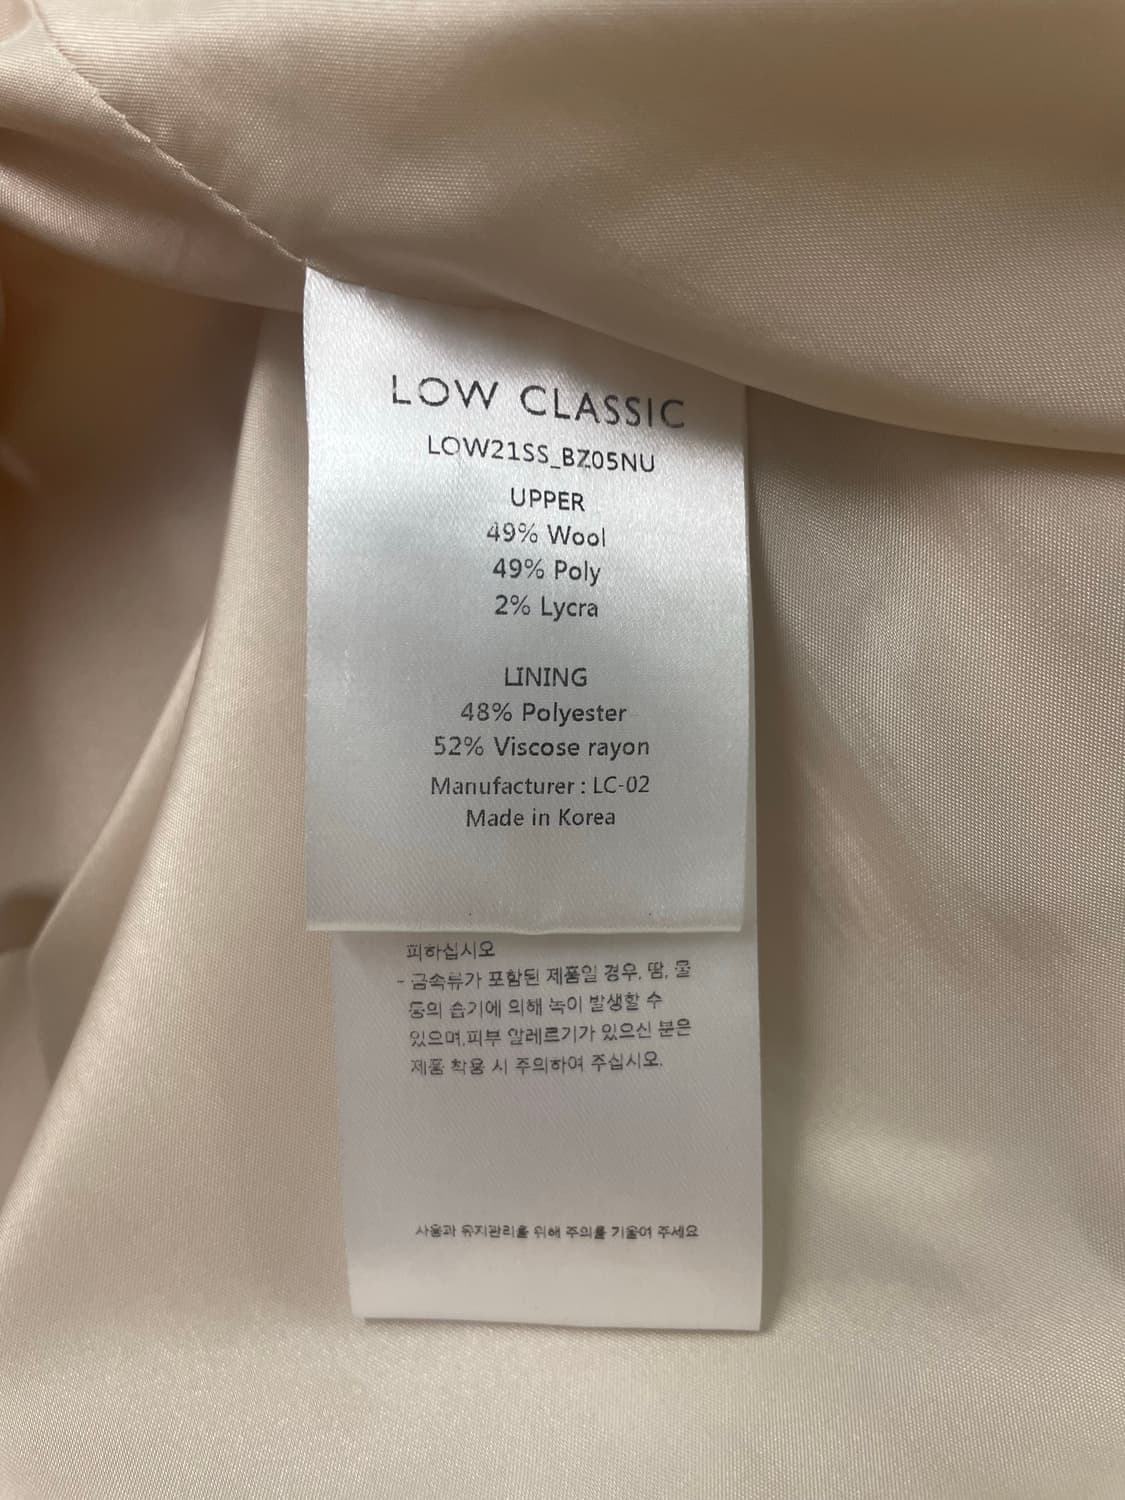 LOW CLASSIC
LOW21SS_BZ05NU
UPPER
49% Wool
49% Poly
2% Lycra
LINING
48% Polyester
52% Viscose rayon
Manufacturer : LC-02
Made in Korea
피하십시오
- 금속류가 포함된 제품일 경우, 땀, 물
등의 습기에 의해 녹이 발생할 수
있으며,피부 알레르기가 있으신 분은
제품 착용 시 주의하여 주십시오.
사용과 유지관리를 위해 주의를 기울여 주세요